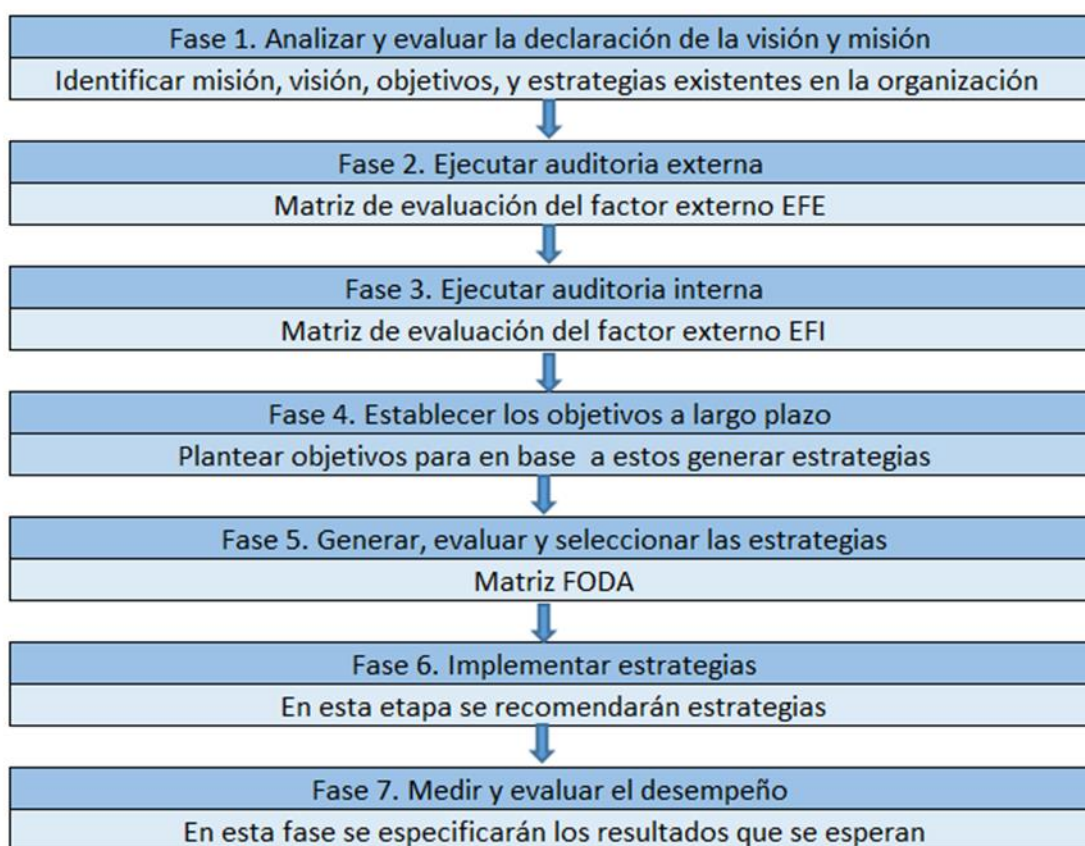 Fase 1. Analizar y evaluar la declaración de la visión y misión
Identificar misión, visión, objetivos, y estrategias existentes en la organización
Fase 2. Ejecutar auditoria externa
Matriz de evaluación del factor externo EFE
Fase 3. Ejecutar auditoria interna
Matriz de evaluación del factor externo EFI
Fase 4. Establecer los objetivos a largo plazo
Plantear objetivos para en base a estos generar estrategias
Fase 5. Generar, evaluar y seleccionar las estrategias
Matriz FODA
Fase 6. Implementar estrategias
En esta etapa se recomendarán estrategias
Fase 7. Medir y evaluar el desempeño
En esta fase se especificarán los resultados que se esperan